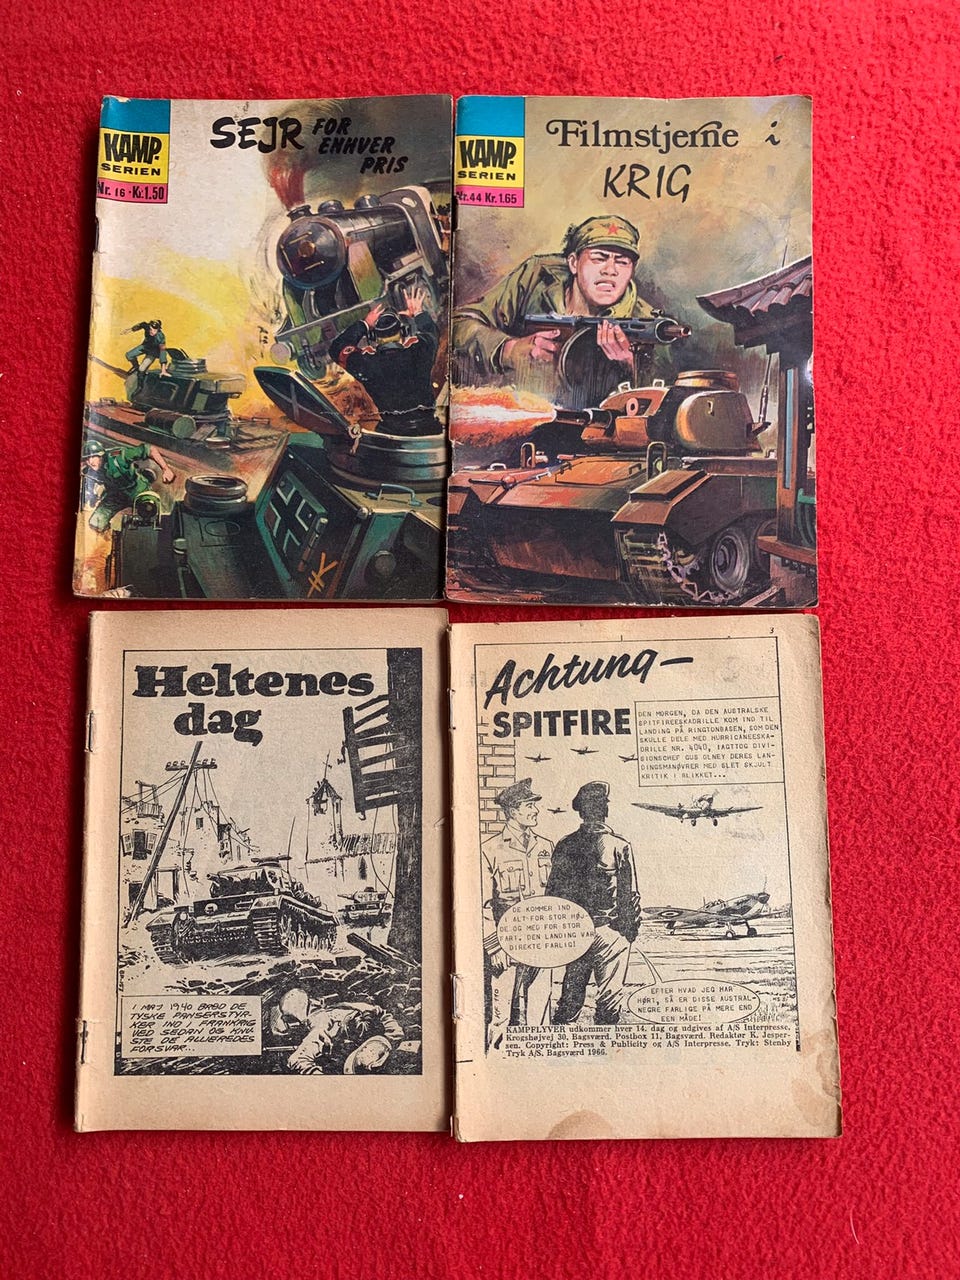 KAMP
SERIEN
Nr. 16 · Kr. 1.50
SEJR FOR
ENHVER
PRIS
KAMP
SERIEN
Nr. 44 Kr. 1.65
Filmstjerne i
KRIG
Heltenes
dag
I MAJ 1940 BRØD DE
TYSKE PANSERSTYR-
KER IND I FRANKRIG
VED SEDAN OG KNU-
STE DE ALLIEREDES
FORSVAR...
3
Achtung-
SPITFIRE
DEN MORGEN, DA DEN AUSTRALSKE
SPITFIREESKADRILLE KOM IND TIL
LANDING PÅ RINGTONBASEN, SOM DEN
SKULLE DELE MED HURRICANEESKA-
DRILLE NR. 4040, IAGTTOG DIVI-
SIONSCHEF GUS OLNEY DERES LAN-
DINGSMANØVRER MED SLET SKJULT
KRITIK I BLIKKET...
DE KOMMER IND
I ALT FOR STOR HØJ-
DE OG MED FOR STOR
FART. DEN LANDING VAR
DIREKTE FARLIG!
EFTER HVAD JEG HAR
HØRT, SÅ ER DISSE AUSTRAL-
NEGRE FARLIGE PÅ MERE END
EEN MÅDE!
KAMPFLYVER udkommer hver 14. dag og udgives af A/S Interpresse,
Krogshøjvej 30, Bagsværd. Postbox 11, Bagsværd. Redaktør K. Jesper-
sen. Copyright: Press & Publicity og A/S Interpresse. Tryk: Stenby
Tryk A/S, Bagsværd 1966.